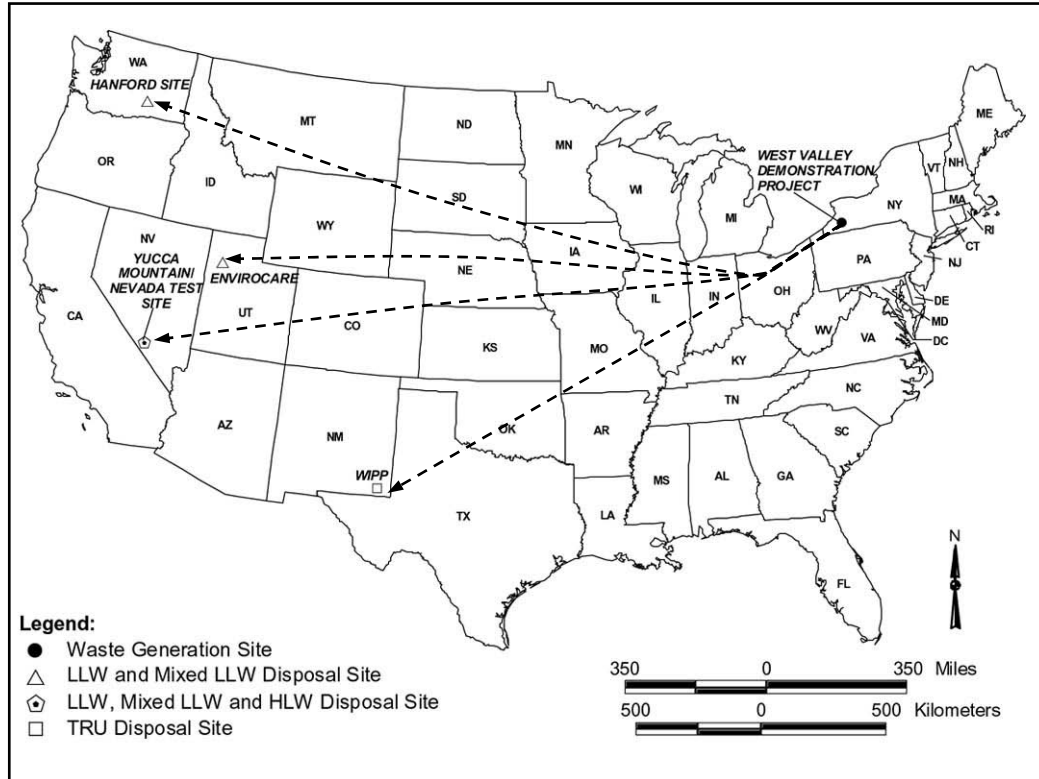 WA
HANFORD SITE
MT
ND
MN
ME
OR
ID
SD
WI
WEST VALLEY
DEMONSTRATION
PROJECT
VT
NH
NY
MA
WY
MI
RI
CT
NV
YUCCA
MOUNTAIN/
NEVADA TEST
SITE
ENVIROCARE
NE
IA
PA
NJ
CA
UT
CO
IL
IN
OH
DE
MD
DC
WV
VA
KS
MO
KY
NC
TN
AZ
NM
OK
AR
SC
WIPP
MS
AL
GA
TX
LA
N
FL
Legend:
Waste Generation Site
LLW and Mixed LLW Disposal Site
LLW, Mixed LLW and HLW Disposal Site
TRU Disposal Site
350 0 350 Miles
500 0 500 Kilometers